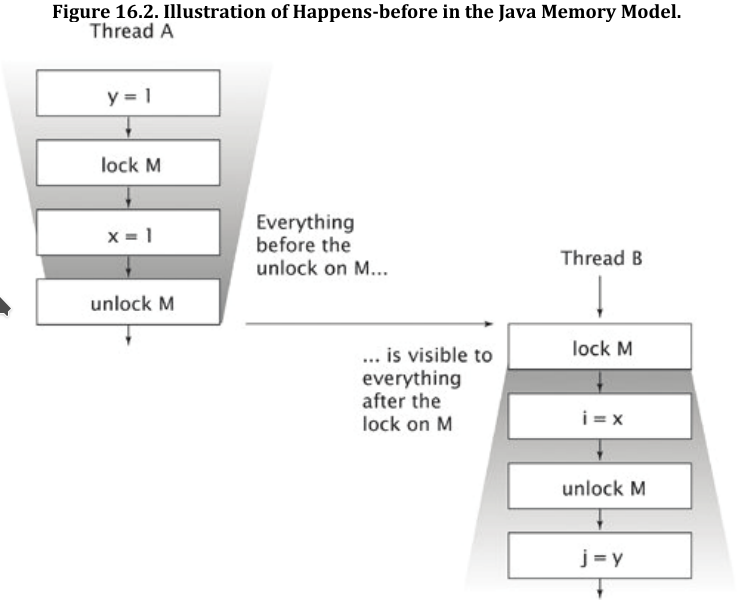 Figure 16.2. Illustration of Happens-before in the Java Memory Model.
Thread A
y = 1
lock M
x = 1
unlock M
Everything
before the
unlock on M...
Thread B
lock M
... is visible to
everything
after the
lock on M
i = x
unlock M
j = y